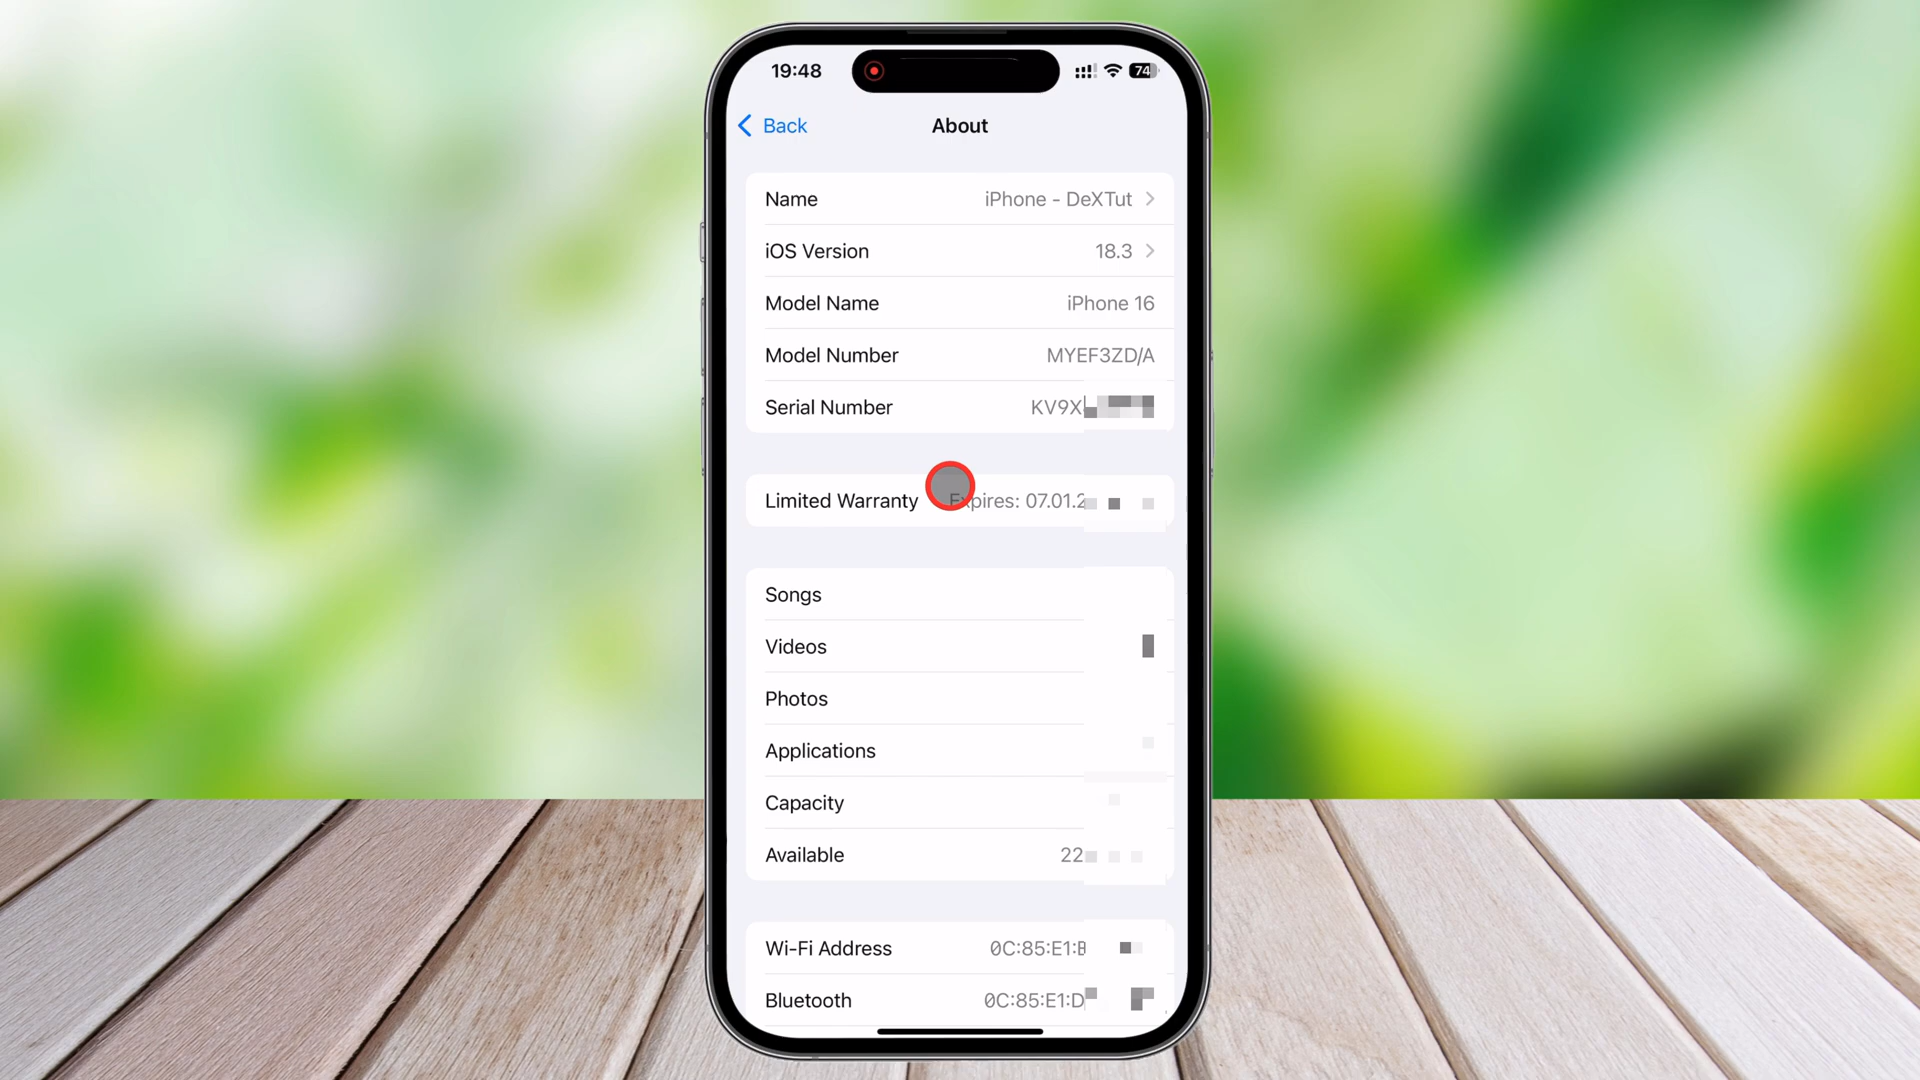 19:48 74
Back About
Name iPhone - DeXTut
iOS Version 18.3
Model Name iPhone 16
Model Number MYEF3ZD/A
Serial Number KV9X
Limited Warranty Expires: 07.01.2
Songs
Videos
Photos
Applications
Capacity
Available 22
Wi-Fi Address 0C:85:E1:B
Bluetooth 0C:85:E1:D